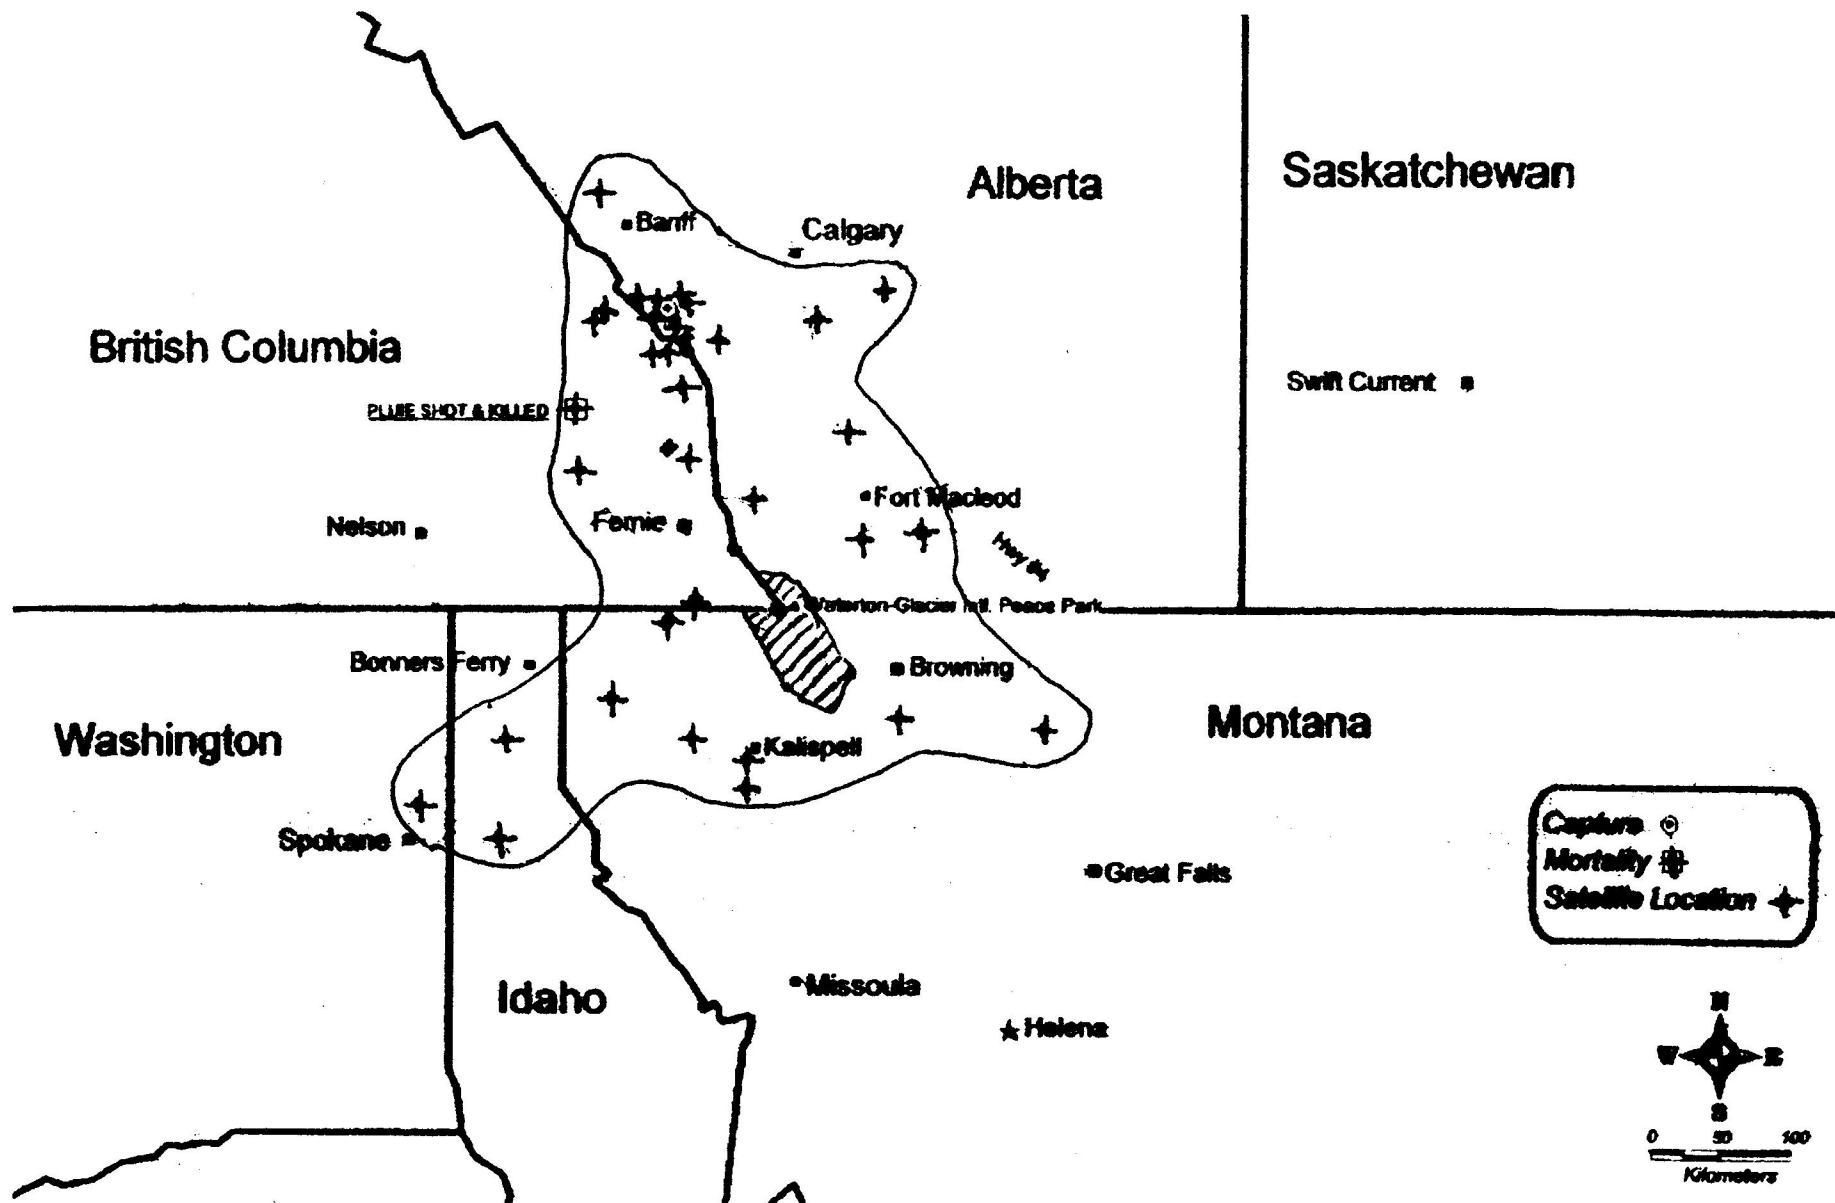 Alberta
Saskatchewan
Banff
Calgary
British Columbia
Swift Current
PLUIE SHOT & KILLED
Fort Macleod
Nelson
Fernie
Hwy #4
Waterton-Glacier Intl. Peace Park
Bonners Ferry
Browning
Washington
Montana
Kalispell
Spokane
Capture
Mortality
Satellite Location
Great Falls
Idaho
Missoula
Helena
N
W E
S
0 50 100
Kilometers